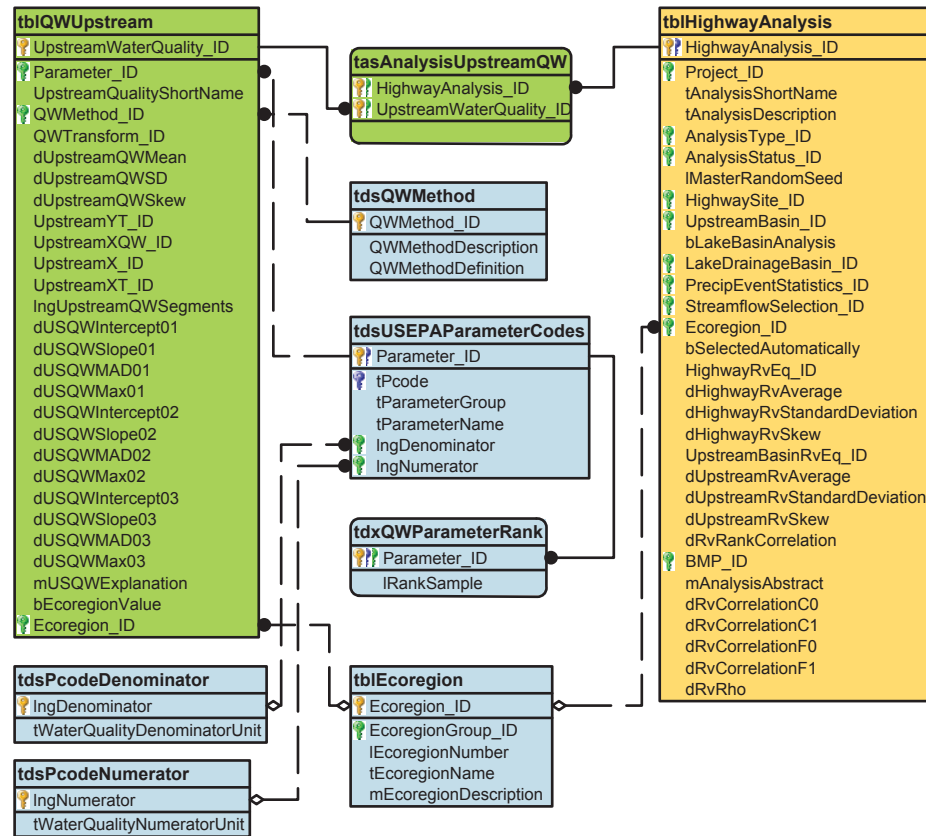 tblQWUpstream
UpstreamWaterQuality_ID
Parameter_ID
UpstreamQualityShortName
QWMethod_ID
QWTransform_ID
dUpstreamQWMean
dUpstreamQWSD
dUpstreamQWSkew
UpstreamYT_ID
UpstreamXQW_ID
UpstreamX_ID
UpstreamXT_ID
lngUpstreamQWSegments
dUSQWIntercept01
dUSQWSlope01
dUSQWMAD01
dUSQWMax01
dUSQWIntercept02
dUSQWSlope02
dUSQWMAD02
dUSQWMax02
dUSQWIntercept03
dUSQWSlope03
dUSQWMAD03
dUSQWMax03
mUSQWExplanation
bEcoregionValue
Ecoregion_ID
tdsPcodeDenominator
lngDenominator
tWaterQualityDenominatorUnit
tdsPcodeNumerator
lngNumerator
tWaterQualityNumeratorUnit
tasAnalysisUpstreamQW
HighwayAnalysis_ID
UpstreamWaterQuality_ID
tdsQWMethod
QWMethod_ID
QWMethodDescription
QWMethodDefinition
tdsUSEPAParameterCodes
Parameter_ID
tPcode
tParameterGroup
tParameterName
lngDenominator
lngNumerator
tdxQWParameterRank
Parameter_ID
lRankSample
tblEcoregion
Ecoregion_ID
EcoregionGroup_ID
lEcoregionNumber
tEcoregionName
mEcoregionDescription
tblHighwayAnalysis
HighwayAnalysis_ID
Project_ID
tAnalysisShortName
tAnalysisDescription
AnalysisType_ID
AnalysisStatus_ID
lMasterRandomSeed
HighwaySite_ID
UpstreamBasin_ID
bLakeBasinAnalysis
LakeDrainageBasin_ID
PrecipEventStatistics_ID
StreamflowSelection_ID
Ecoregion_ID
bSelectedAutomatically
HighwayRvEq_ID
dHighwayRvAverage
dHighwayRvStandardDeviation
dHighwayRvSkew
UpstreamBasinRvEq_ID
dUpstreamRvAverage
dUpstreamRvStandardDeviation
dUpstreamRvSkew
dRvRankCorrelation
BMP_ID
mAnalysisAbstract
dRvCorrelationC0
dRvCorrelationC1
dRvCorrelationF0
dRvCorrelationF1
dRvRho